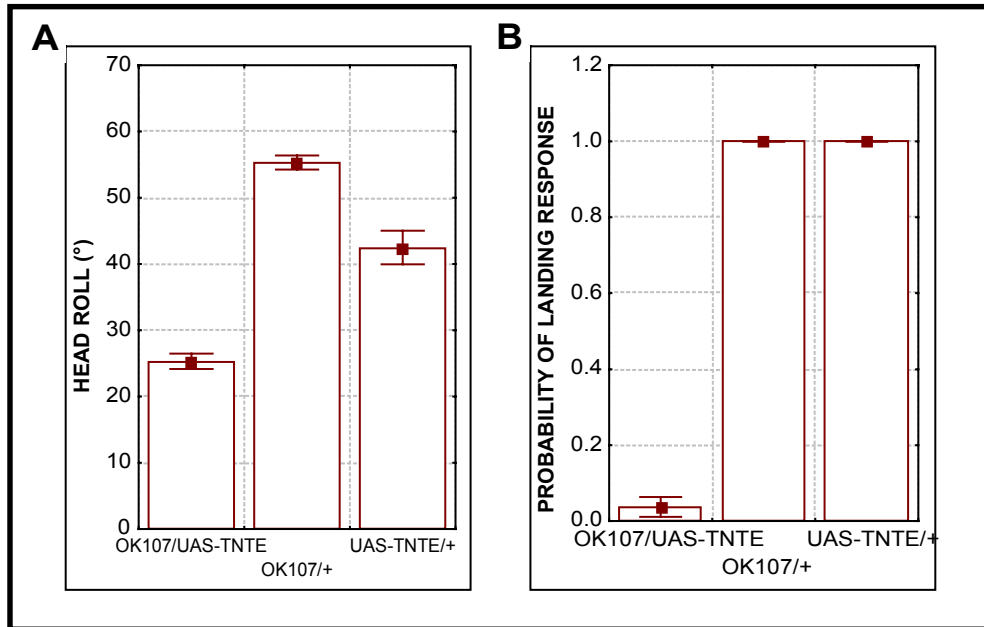 A
HEAD ROLL (°)
70
60
50
40
30
20
10
0
OK107/UAS-TNTE
OK107/+
UAS-TNTE/+
B
PROBABILITY OF LANDING RESPONSE
1.2
1.0
0.8
0.6
0.4
0.2
0.0
OK107/UAS-TNTE
OK107/+
UAS-TNTE/+